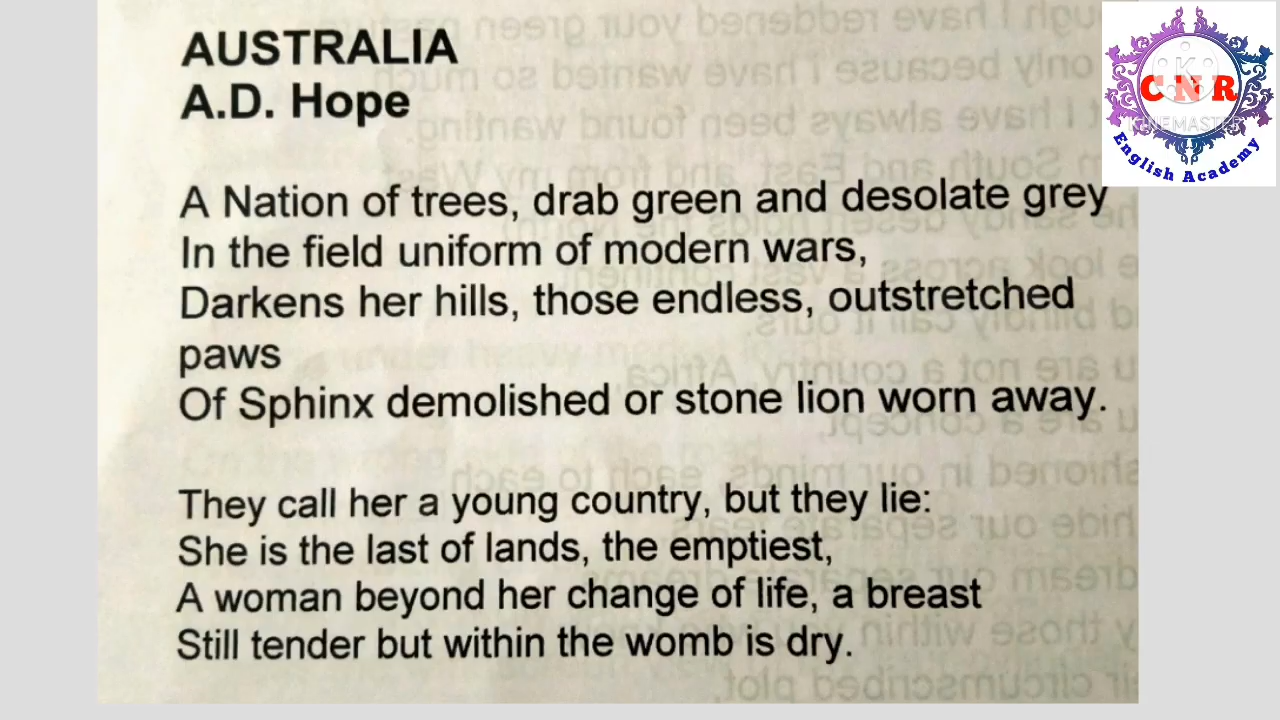 AUSTRALIA
A.D. Hope
A Nation of trees, drab green and desolate grey
In the field uniform of modern wars,
Darkens her hills, those endless, outstretched
paws
Of Sphinx demolished or stone lion worn away.
They call her a young country, but they lie:
She is the last of lands, the emptiest,
A woman beyond her change of life, a breast
Still tender but within the womb is dry.
K
CNR
KINEMASTER
English Academy